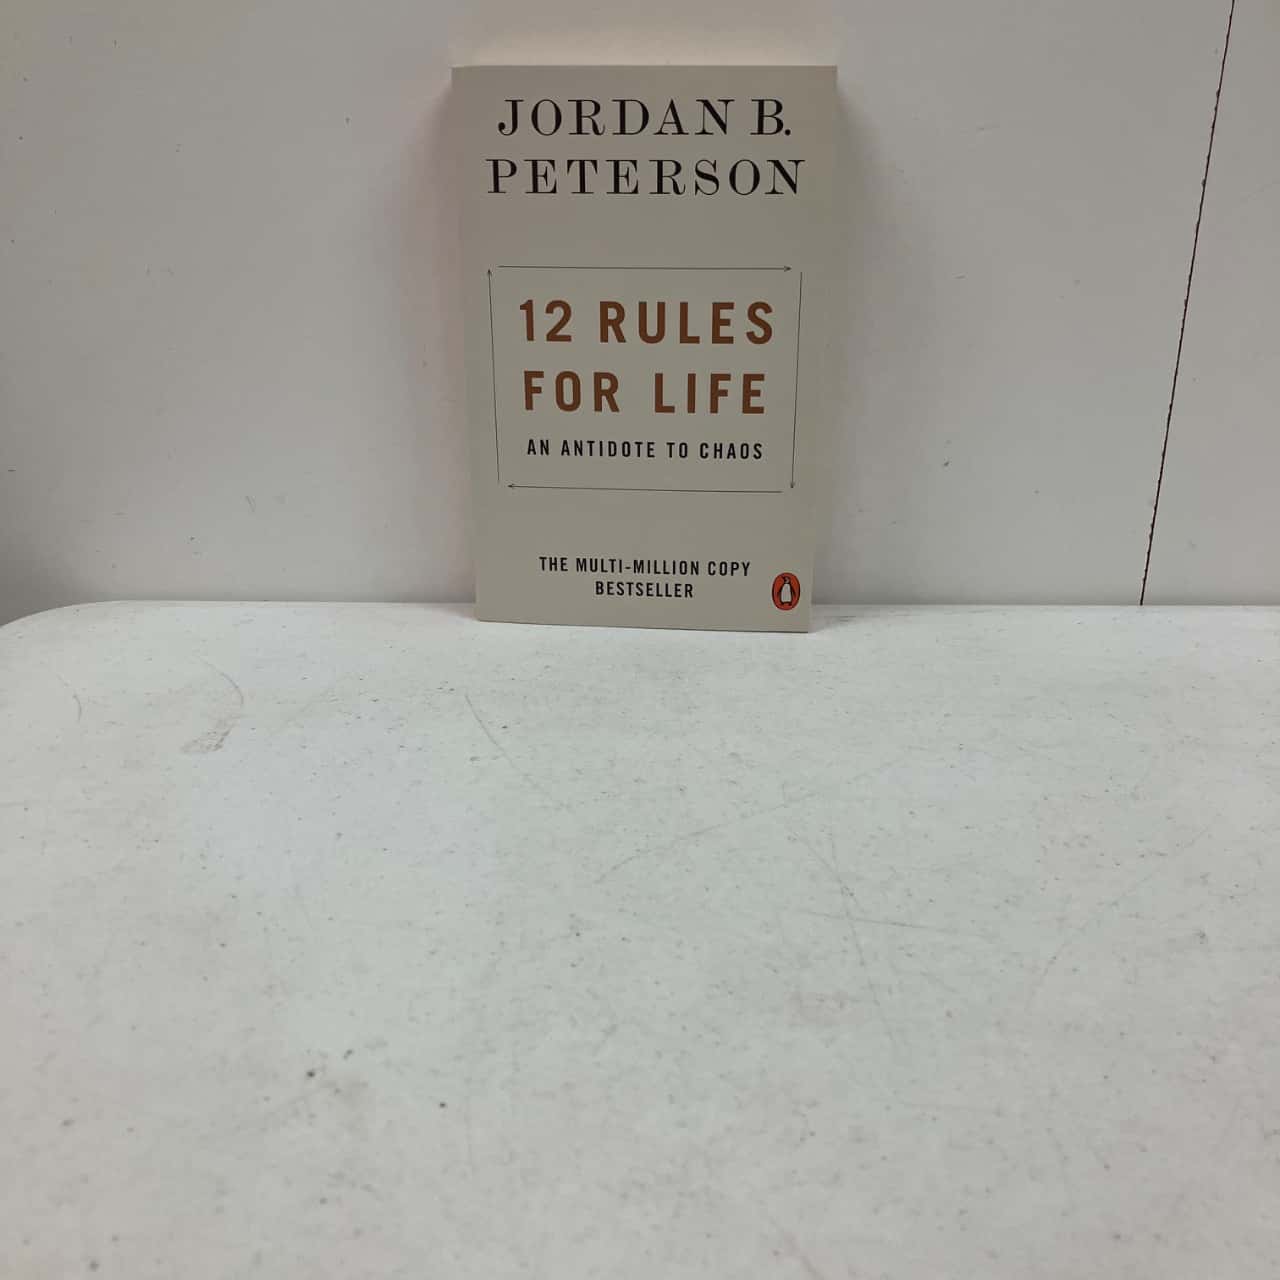 JORDAN B.
PETERSON
12 RULES
FOR LIFE
AN ANTIDOTE TO CHAOS
THE MULTI-MILLION COPY
BESTSELLER